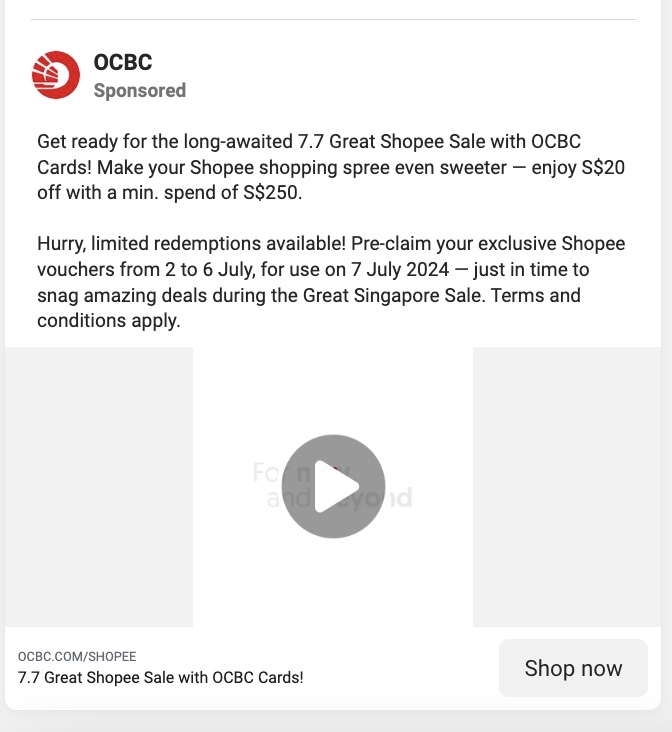 OCBC
Sponsored
Get ready for the long-awaited 7.7 Great Shopee Sale with OCBC
Cards! Make your Shopee shopping spree even sweeter — enjoy S$20
off with a min. spend of S$250.
Hurry, limited redemptions available! Pre-claim your exclusive Shopee
vouchers from 2 to 6 July, for use on 7 July 2024 — just in time to
snag amazing deals during the Great Singapore Sale. Terms and
conditions apply.
and
OCBC.COM/SHOPEE
7.7 Great Shopee Sale with OCBC Cards!
Shop now